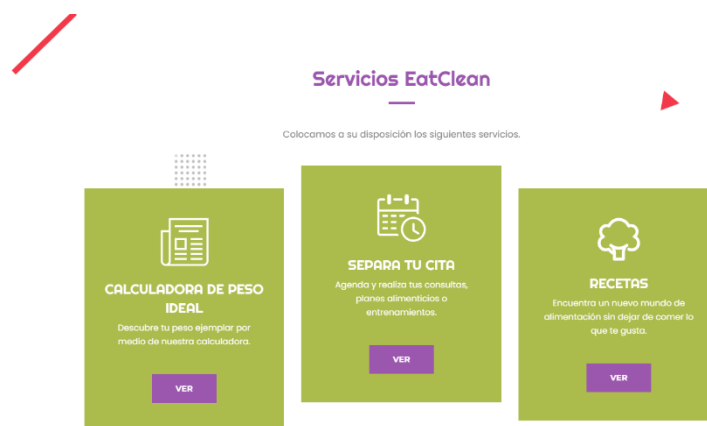 Servicios EatClean
Colocamos a su disposición los siguientes servicios.
CALCULADORA DE PESO
IDEAL
Descubre tu peso ejemplar por
medio de nuestra calculadora.
VER
SEPARA TU CITA
Agenda y realiza tus consultas,
planes alimenticios o
entrenamientos.
VER
RECETAS
Encuentra un nuevo mundo de
alimentación sin dejar de comer lo
que te gusta.
VER